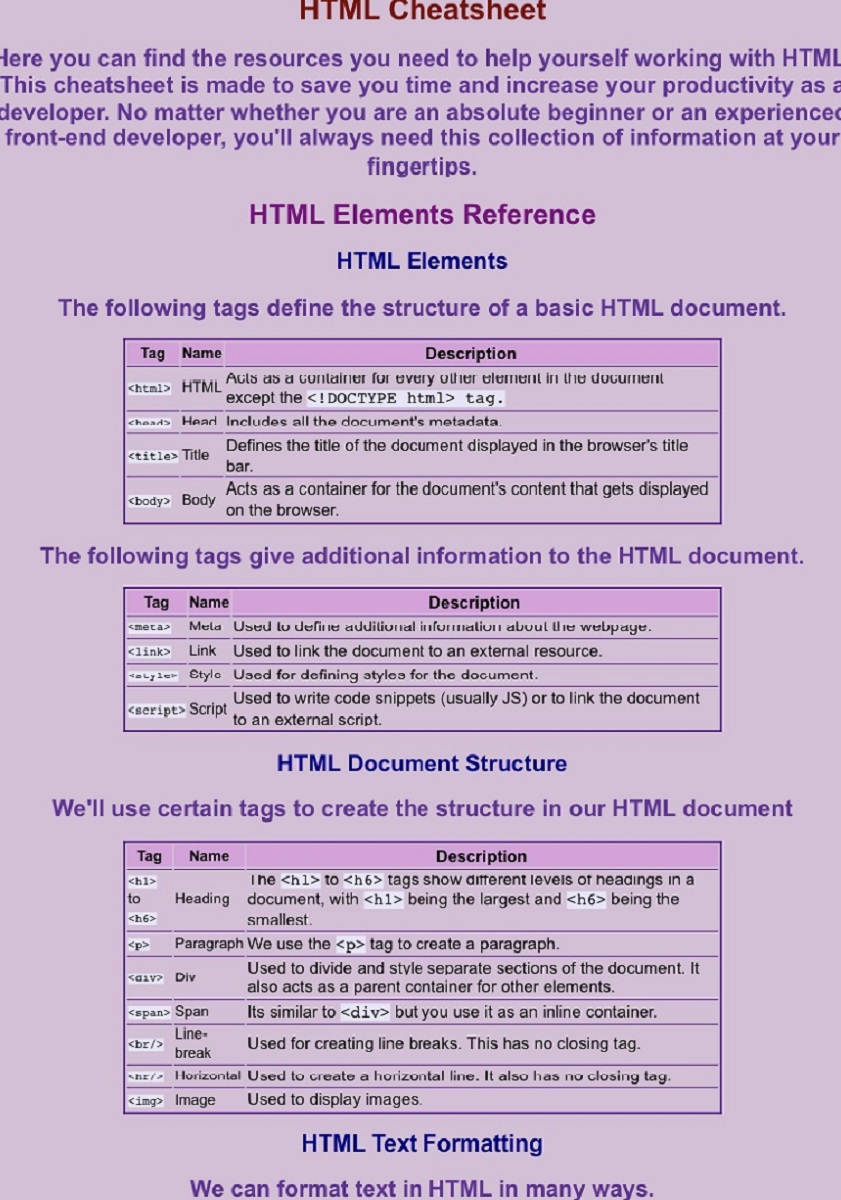 HTML Cheatsheet
Here you can find the resources you need to help yourself working with HTML
This cheatsheet is made to save you time and increase your productivity as a
developer. No matter whether you are an absolute beginner or an experienced
front-end developer, you'll always need this collection of information at your
fingertips.
HTML Elements Reference
HTML Elements
The following tags define the structure of a basic HTML document.
Tag Name Description
<html> HTML Acts as a container for every other element in the document
except the <!DOCTYPE html> tag.
<head> Head Includes all the document's metadata.
<title> Title Defines the title of the document displayed in the browser's title
bar.
<body> Body Acts as a container for the document's content that gets displayed
on the browser.
The following tags give additional information to the HTML document.
Tag Name Description
<meta> Meta Used to define additional information about the webpage.
<link> Link Used to link the document to an external resource.
<style> Style Used for defining styles for the document.
<script> Script Used to write code snippets (usually JS) or to link the document
to an external script.
HTML Document Structure
We'll use certain tags to create the structure in our HTML document
Tag Name Description
<h1>
to
<h6>
Heading
The <h1> to <h6> tags show different levels of headings in a
document, with <h1> being the largest and <h6> being the
smallest.
<p> Paragraph We use the <p> tag to create a paragraph.
<div> Div Used to divide and style separate sections of the document. It
also acts as a parent container for other elements.
<span> Span Its similar to <div> but you use it as an inline container.
<br/> Line-
break
Used for creating line breaks. This has no closing tag.
<hr/> Horizontal Used to create a horizontal line. It also has no closing tag.
<img> Image Used to display images.
HTML Text Formatting
We can format text in HTML in many ways.